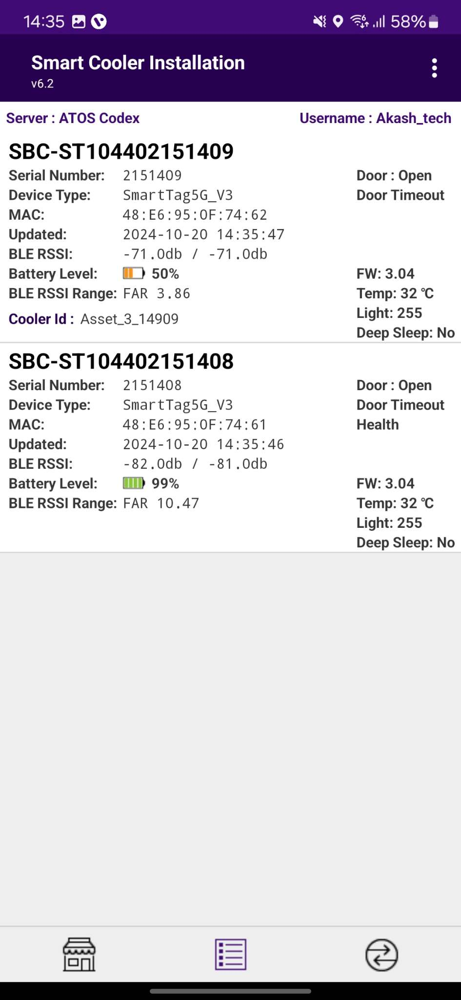 14:35 58%
Smart Cooler Installation
v6.2
Server : ATOS Codex Username : Akash_tech
SBC-ST104402151409
Serial Number: 2151409 Door : Open
Device Type: SmartTag5G_V3 Door Timeout
MAC: 48:E6:95:0F:74:62
Updated: 2024-10-20 14:35:47
BLE RSSI: -71.0db / -71.0db
Battery Level: 50% FW: 3.04
BLE RSSI Range: FAR 3.86 Temp: 32 °C
Light: 255
Cooler Id : Asset_3_14909
Deep Sleep: No
SBC-ST104402151408
Serial Number: 2151408 Door : Open
Device Type: SmartTag5G_V3 Door Timeout
MAC: 48:E6:95:0F:74:61 Health
Updated: 2024-10-20 14:35:46
BLE RSSI: -82.0db / -81.0db
Battery Level: 99% FW: 3.04
BLE RSSI Range: FAR 10.47 Temp: 32 °C
Light: 255
Deep Sleep: No